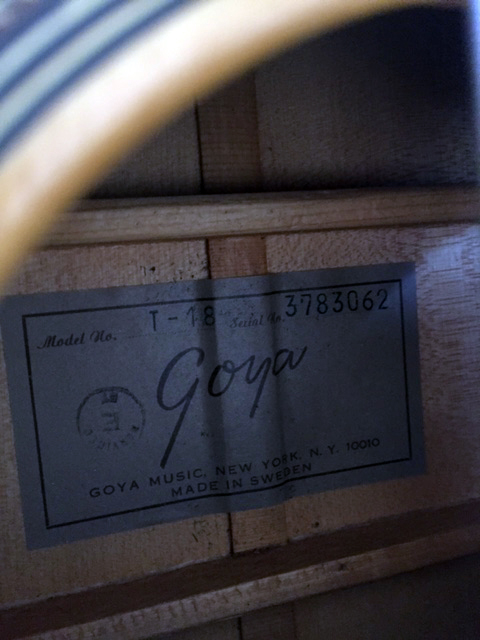 Model No. T-18 Serial No. 3783062
Goya
GOYA MUSIC, NEW YORK, N. Y. 10010
MADE IN SWEDEN